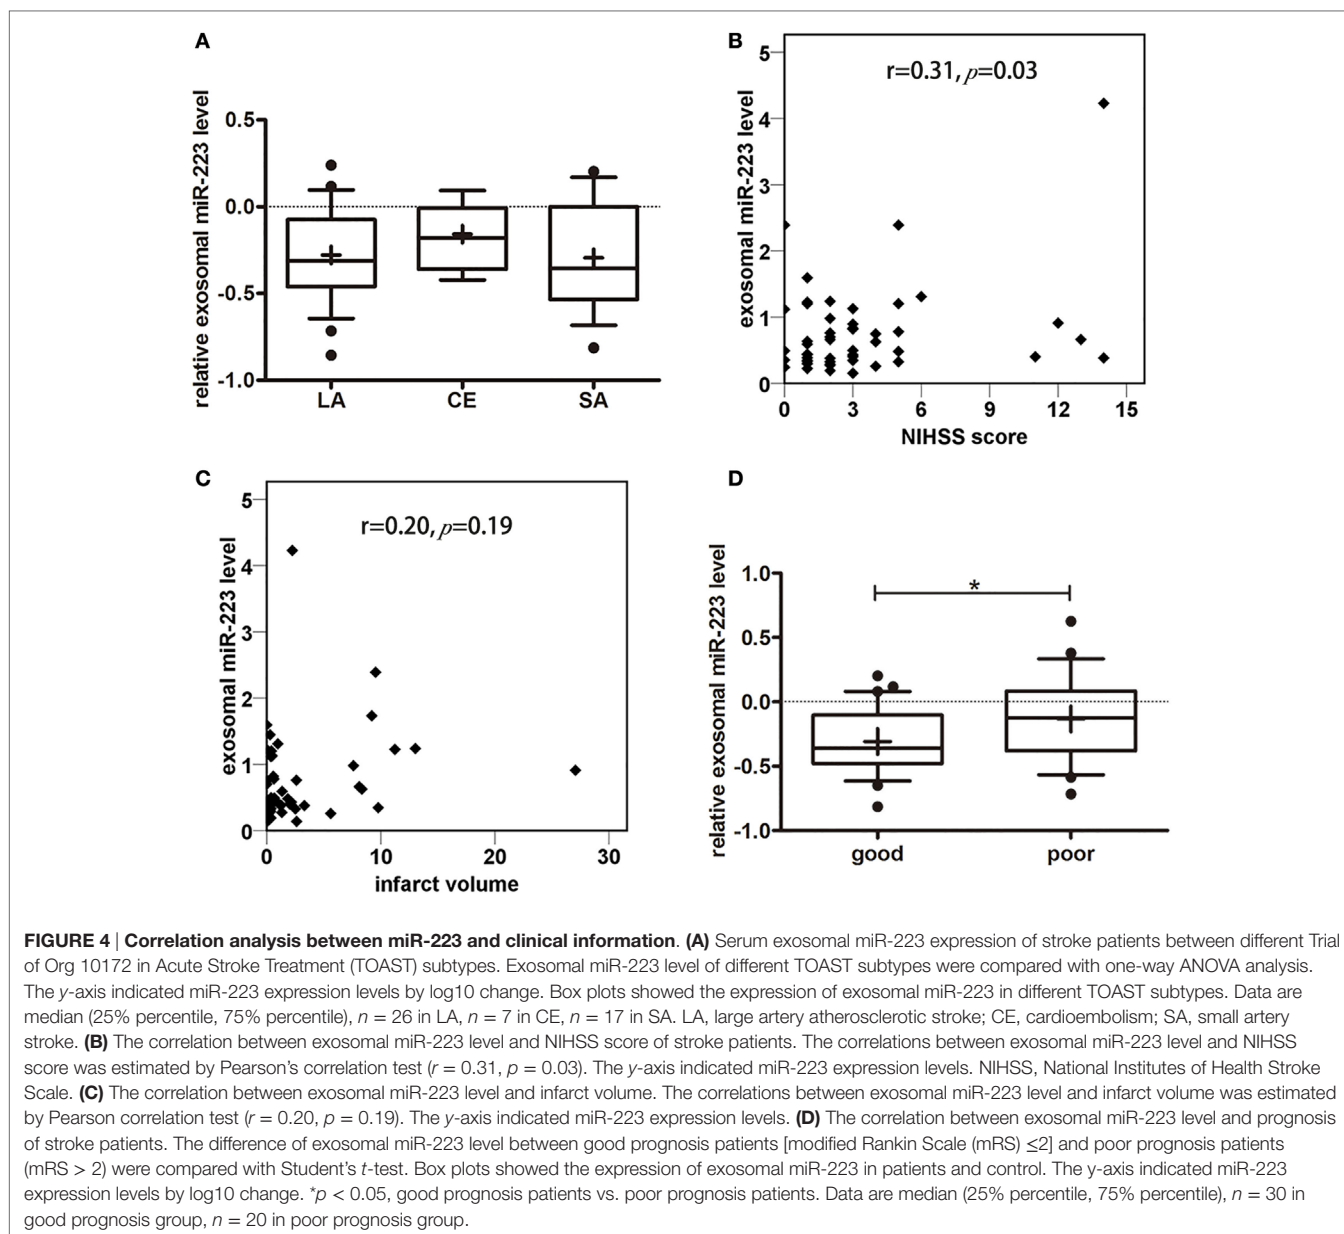 A
relative exosomal miR-223 level
0.5
0.0
-0.5
-1.0
LA CE SA
B
exosomal miR-223 level
r=0.31, p=0.03
5
4
3
2
1
0
0 3 6 9 12 15
NIHSS score
C
exosomal miR-223 level
r=0.20, p=0.19
5
4
3
2
1
0
0 10 20 30
infarct volume
D
relative exosomal miR-223 level
*
1.0
0.5
0.0
-0.5
-1.0
good poor
FIGURE 4 | Correlation analysis between miR-223 and clinical information. (A) Serum exosomal miR-223 expression of stroke patients between different Trial
of Org 10172 in Acute Stroke Treatment (TOAST) subtypes. Exosomal miR-223 level of different TOAST subtypes were compared with one-way ANOVA analysis.
The y-axis indicated miR-223 expression levels by log10 change. Box plots showed the expression of exosomal miR-223 in different TOAST subtypes. Data are
median (25% percentile, 75% percentile), n = 26 in LA, n = 7 in CE, n = 17 in SA. LA, large artery atherosclerotic stroke; CE, cardioembolism; SA, small artery
stroke. (B) The correlation between exosomal miR-223 level and NIHSS score of stroke patients. The correlations between exosomal miR-223 level and NIHSS
score was estimated by Pearson's correlation test (r = 0.31, p = 0.03). The y-axis indicated miR-223 expression levels. NIHSS, National Institutes of Health Stroke
Scale. (C) The correlation between exosomal miR-223 level and infarct volume. The correlations between exosomal miR-223 level and infarct volume was estimated
by Pearson correlation test (r = 0.20, p = 0.19). The y-axis indicated miR-223 expression levels. (D) The correlation between exosomal miR-223 level and prognosis
of stroke patients. The difference of exosomal miR-223 level between good prognosis patients [modified Rankin Scale (mRS) ≤2] and poor prognosis patients
(mRS > 2) were compared with Student's t-test. Box plots showed the expression of exosomal miR-223 in patients and control. The y-axis indicated miR-223
expression levels by log10 change. *p < 0.05, good prognosis patients vs. poor prognosis patients. Data are median (25% percentile, 75% percentile), n = 30 in
good prognosis group, n = 20 in poor prognosis group.